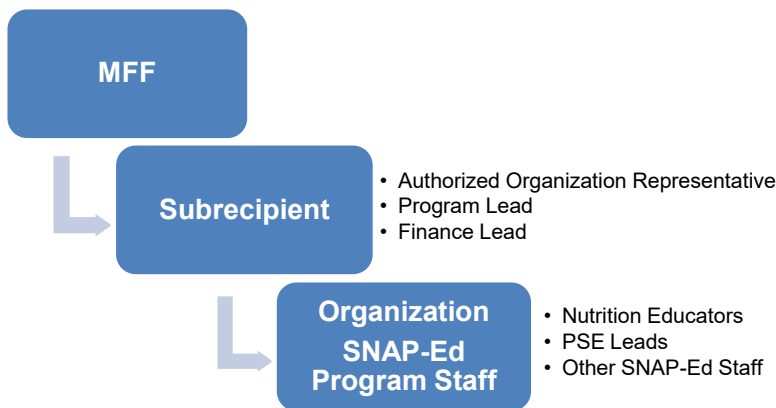 MFF
Subrecipient
• Authorized Organization Representative
• Program Lead
• Finance Lead
Organization
SNAP-Ed
Program Staff
• Nutrition Educators
• PSE Leads
• Other SNAP-Ed Staff